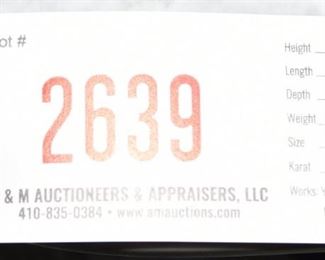 ot #
2639
& M AUCTIONEERS & APPRAISERS, LLC
410-835-0384 • www.amauctions.com
Height
Length
Depth
Weight
Size
Karat
Works: Y